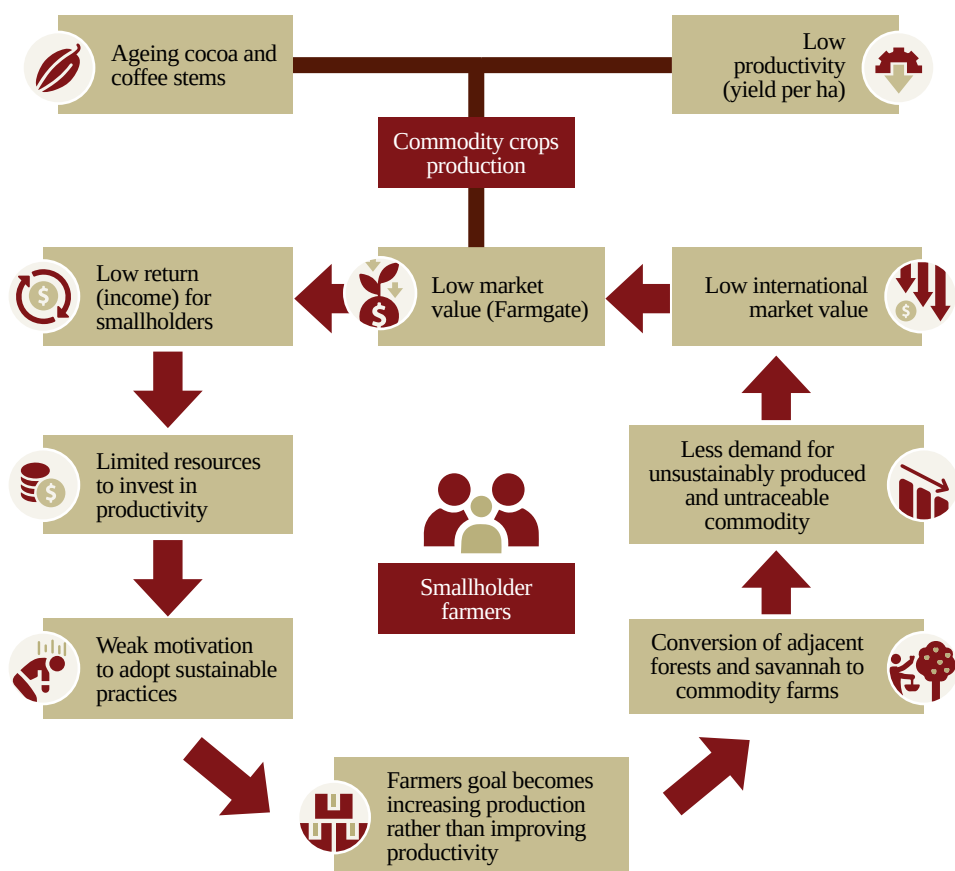 Ageing cocoa and
coffee stems
Low
productivity
(yield per ha)
Commodity crops
production
Low return
(income) for
smallholders
$
Low market
value (Farmgate)
$
Low international
market value
$
Limited resources
to invest in
productivity
$
Less demand for
unsustainably produced
and untraceable
commodity
Smallholder
farmers
Weak motivation
to adopt sustainable
practices
Conversion of adjacent
forests and savannah to
commodity farms
Farmers goal becomes
increasing production
rather than improving
productivity